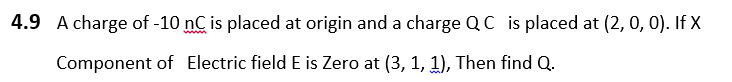 4.9 A charge of -10 nC is placed at origin and a charge Q C is placed at (2, 0, 0). If X
Component of Electric field E is Zero at (3, 1, 1), Then find Q.